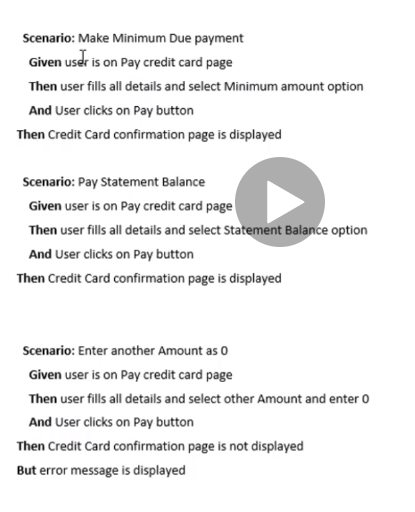 Scenario: Make Minimum Due payment
Given user is on Pay credit card page
Then user fills all details and select Minimum amount option
And User clicks on Pay button
Then Credit Card confirmation page is displayed
Scenario: Pay Statement Balance
Given user is on Pay credit card page
Then user fills all details and select Statement Balance option
And User clicks on Pay button
Then Credit Card confirmation page is displayed
Scenario: Enter another Amount as 0
Given user is on Pay credit card page
Then user fills all details and select other Amount and enter 0
And User clicks on Pay button
Then Credit Card confirmation page is not displayed
But error message is displayed